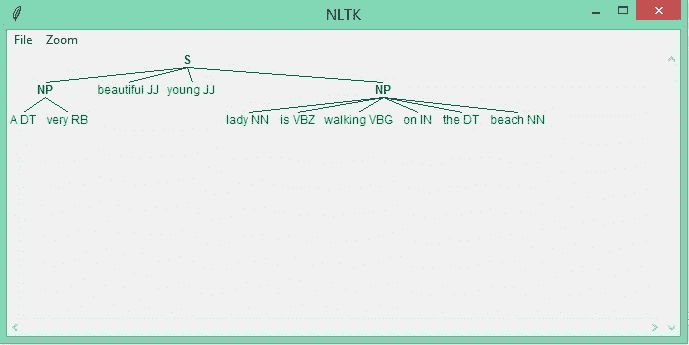 NLTK
File Zoom
S
NP beautiful JJ young JJ NP
A DT very RB lady NN is VBZ walking VBG on IN the DT beach NN